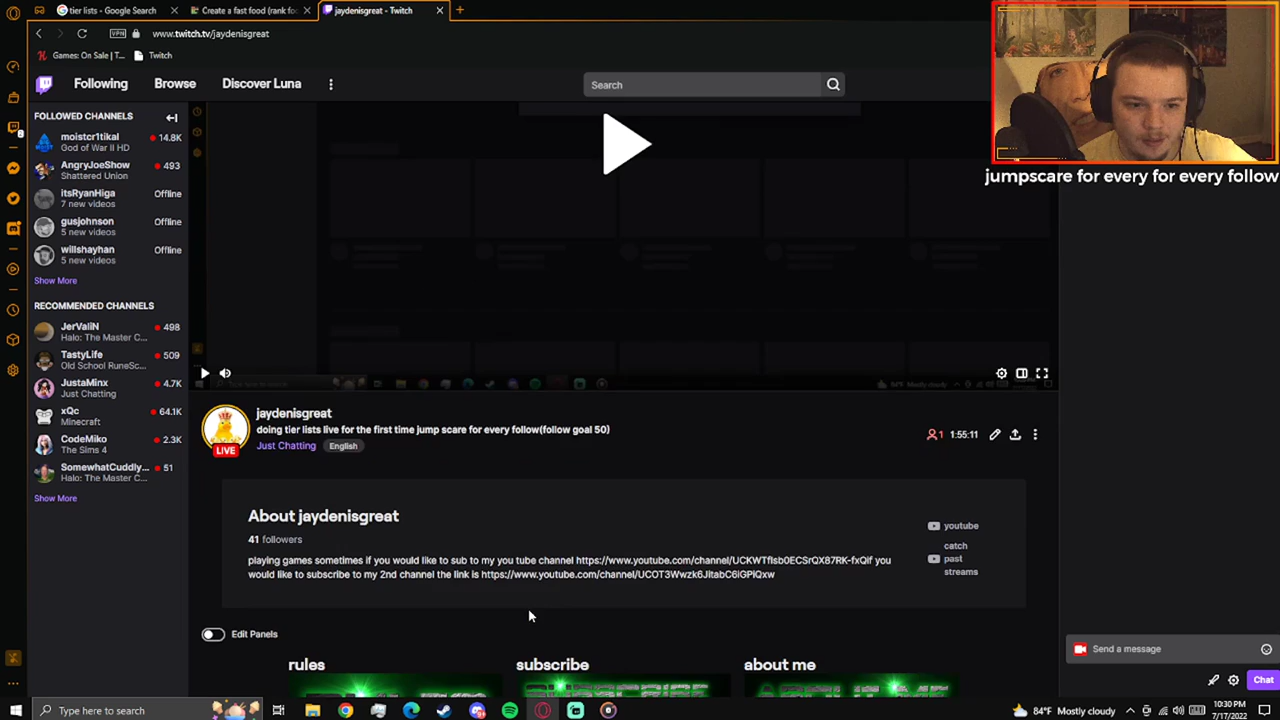 tier lists - Google Search
Create a fast food (rank fo
jaydenisgreat - Twitch
VPN
www.twitch.tv/jaydenisgreat
Games: On Sale | T...
Twitch
Following
Browse
Discover Luna
Search
jumpscare for every for every follow
FOLLOWED CHANNELS
moistcr1tikal
14.8K
God of War II HD
AngryJoeShow
493
Shattered Union
itsRyanHiga
Offline
7 new videos
gusjohnson
Offline
5 new videos
willshayhan
Offline
5 new videos
Show More
RECOMMENDED CHANNELS
JerValiN
498
Halo: The Master C...
TastyLife
509
Old School RuneSc...
JustaMinx
4.7K
Just Chatting
xQc
64.1K
Minecraft
CodeMiko
2.3K
The Sims 4
SomewhatCuddly...
51
Halo: The Master C...
Show More
jaydenisgreat
doing tier lists live for the first time jump scare for every follow(follow goal 50)
Just Chatting
English
LIVE
1
1:55:11
About jaydenisgreat
41 followers
playing games sometimes if you would like to sub to my you tube channel https://www.youtube.com/channel/UCKWTflsb0ECSrQX87RK-fxQif you
would like to subscribe to my 2nd channel the link is https://www.youtube.com/channel/UCOT3Wwzk6JitabC6iGPIQxw
youtube
catch
past
streams
Edit Panels
rules
subscribe
about me
Send a message
Chat
Type here to search
84°F Mostly cloudy
10:30 PM
7/17/2022